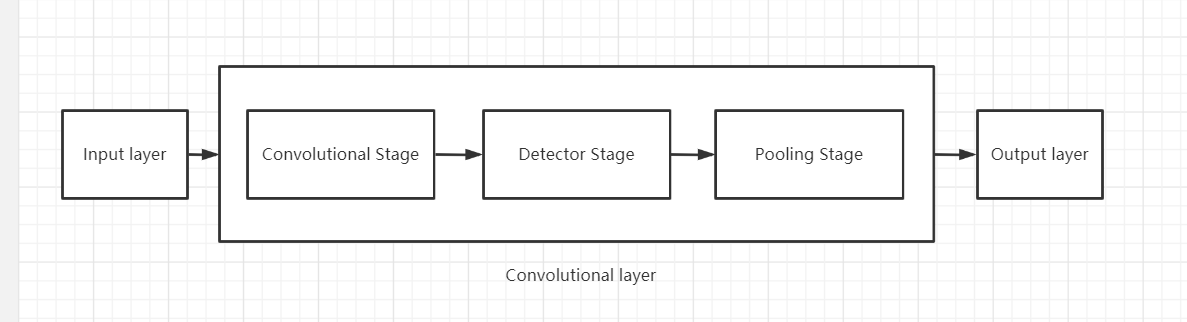 Input layer
Convolutional Stage
Detector Stage
Pooling Stage
Output layer
Convolutional layer